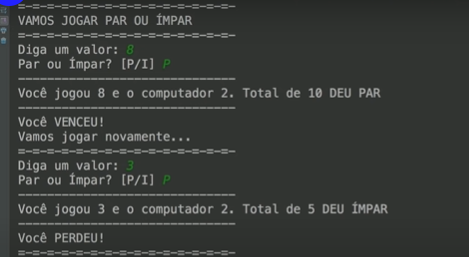 =-=-=-=-=-=-=-=-=-=-=-=-=-=-=-
VAMOS JOGAR PAR OU ÍMPAR
=-=-=-=-=-=-=-=-=-=-=-=-=-=-=-
Diga um valor: 8
Par ou Ímpar? [P/I] P
------------------------------
Você jogou 8 e o computador 2. Total de 10 DEU PAR
------------------------------
Você VENCEU!
Vamos jogar novamente...
=-=-=-=-=-=-=-=-=-=-=-=-=-=-=-
Diga um valor: 3
Par ou Ímpar? [P/I] P
------------------------------
Você jogou 3 e o computador 2. Total de 5 DEU ÍMPAR
------------------------------
Você PERDEU!
=-=-=-=-=-=-=-=-=-=-=-=-=-=-=-